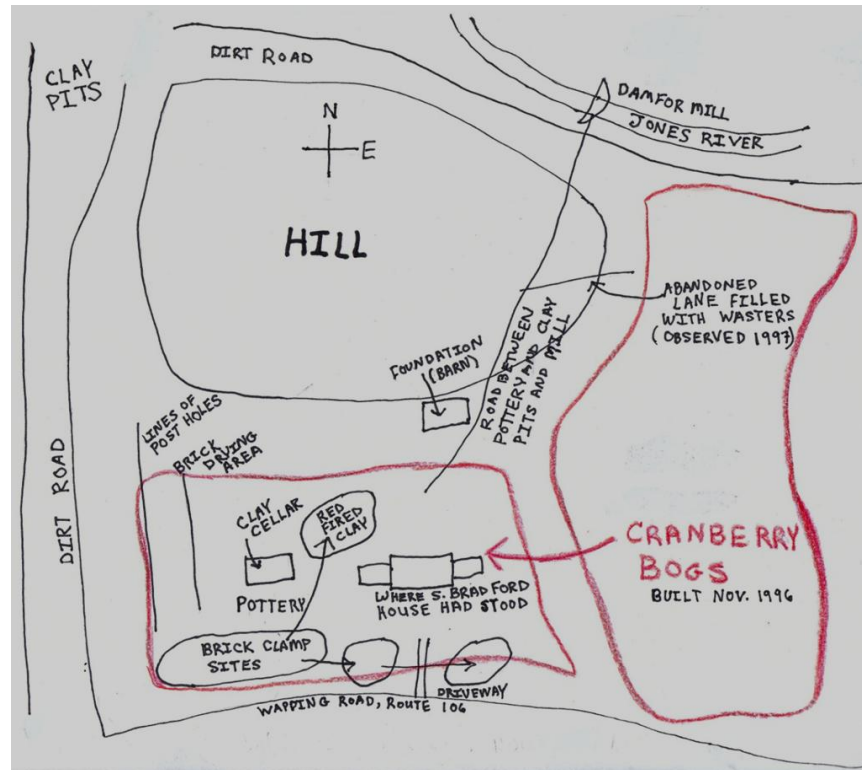 DIRT ROAD
CLAY
PITS
DAM FOR MILL
JONES RIVER
N
E
HILL
ABANDONED
LANE FILLED
WITH WASTERS
(OBSERVED 1997)
ROAD BETWEEN
POTTERY AND CLAY
PITS AND MILL
FOUNDATION
(BARN)
LINES OF
POST HOLES
BRICK
DRYING
AREA
DIRT ROAD
CLAY
CELLAR
RED
FIRED
CLAY
CRANBERRY
BOGS
BUILT NOV. 1996
POTTERY
WHERE S. BRADFORD
HOUSE HAD STOOD
BRICK CLAMP
SITES
DRIVEWAY
WAPPING ROAD, ROUTE 106